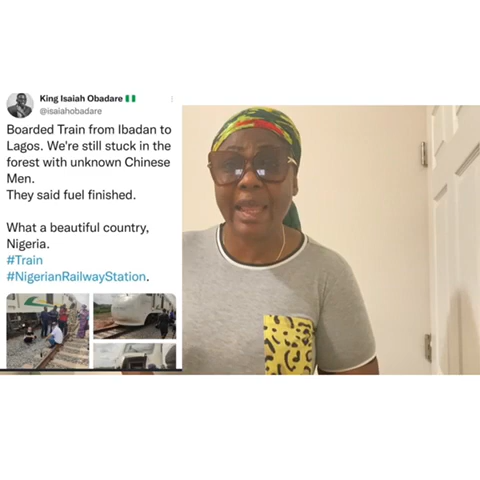 King Isaiah Obadare 🇳🇬
@isaiahobadare
Boarded Train from Ibadan to
Lagos. We're still stuck in the
forest with unknown Chinese
Men.
They said fuel finished.
What a beautiful country,
Nigeria.
#Train
#NigerianRailwayStation.